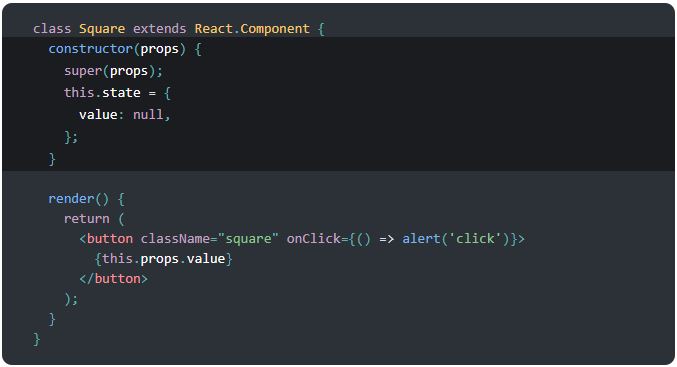 class Square extends React.Component {
  constructor(props) {
    super(props);
    this.state = {
      value: null,
    };
  }

  render() {
    return (
      <button className="square" onClick={() => alert('click')}>
        {this.props.value}
      </button>
    );
  }
}